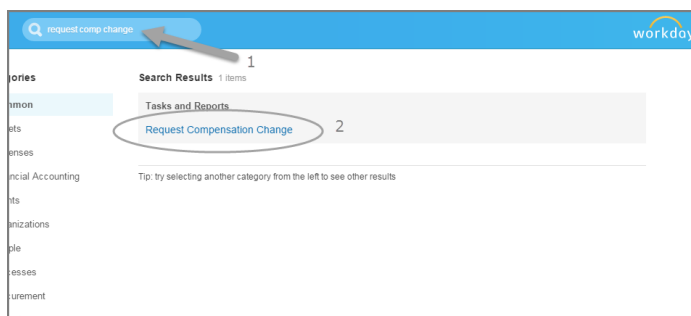 request comp change
workday
1
gories
Search Results 1 items
mmon
Tasks and Reports
ets
Request Compensation Change
2
enses
ncial Accounting
Tip: try selecting another category from the left to see other results
nts
anizations
ple
cesses
curement